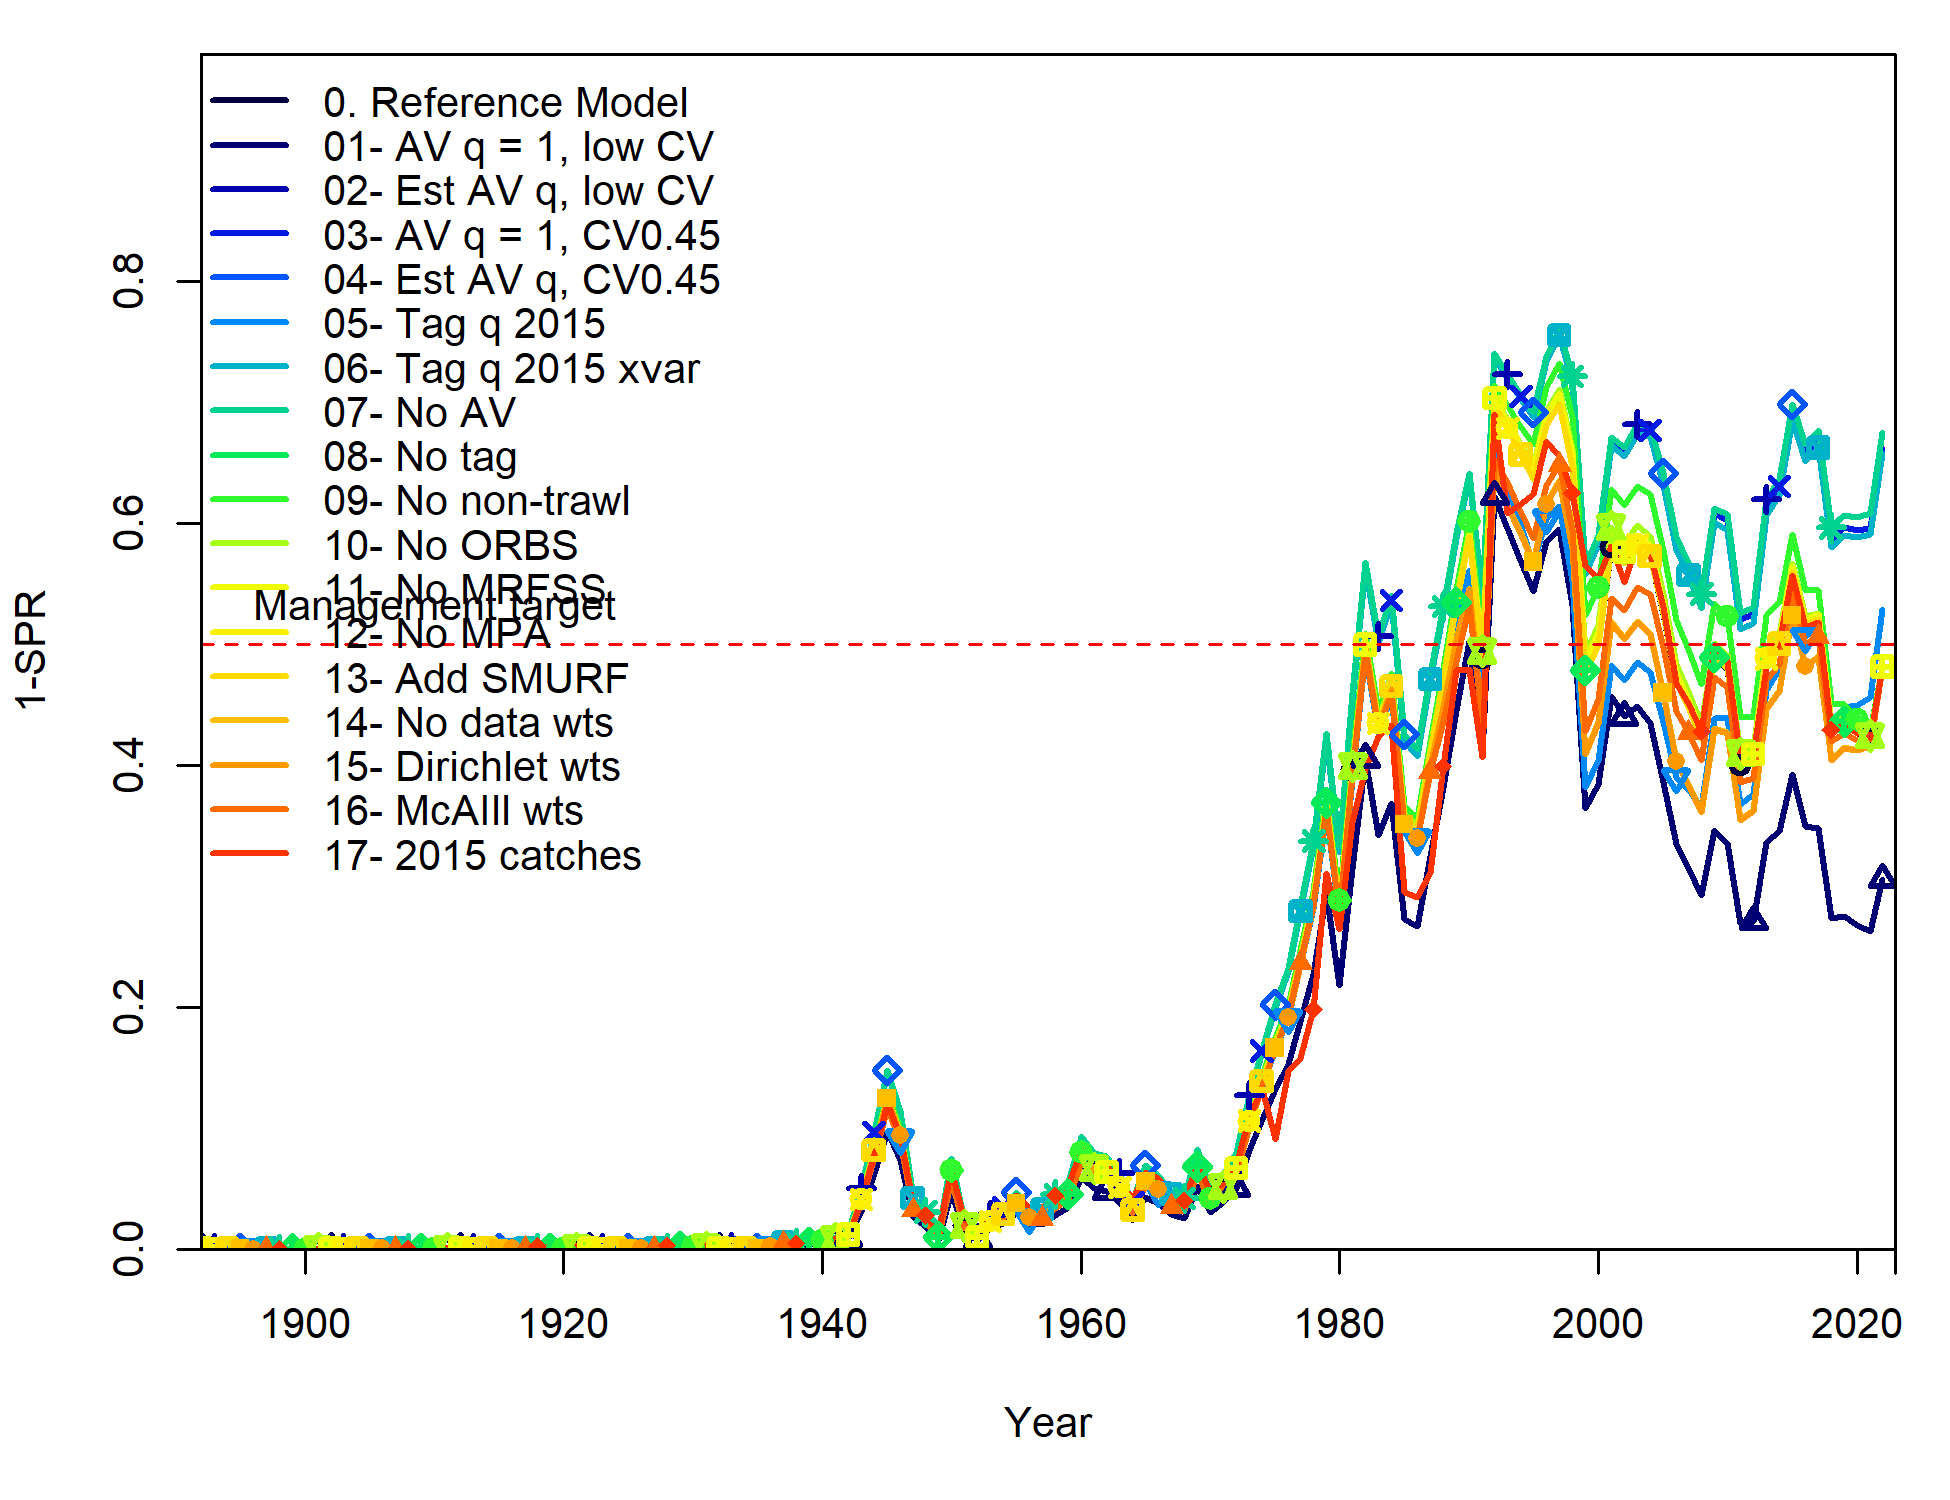 0. Reference Model
01- AV q = 1, low CV
02- Est AV q, low CV
03- AV q = 1, CV0.45
04- Est AV q, CV0.45
05- Tag q 2015
06- Tag q 2015 xvar
07- No AV
08- No tag
09- No non-trawl
10- No ORBS
11- No MRFSS
Management target
12- No MPA
13- Add SMURF
14- No data wts
15- Dirichlet wts
16- McAlll wts
17- 2015 catches
1-SPR
0.8
0.6
0.4
0.2
0.0
1900 1920 1940 1960 1980 2000 2020
Year